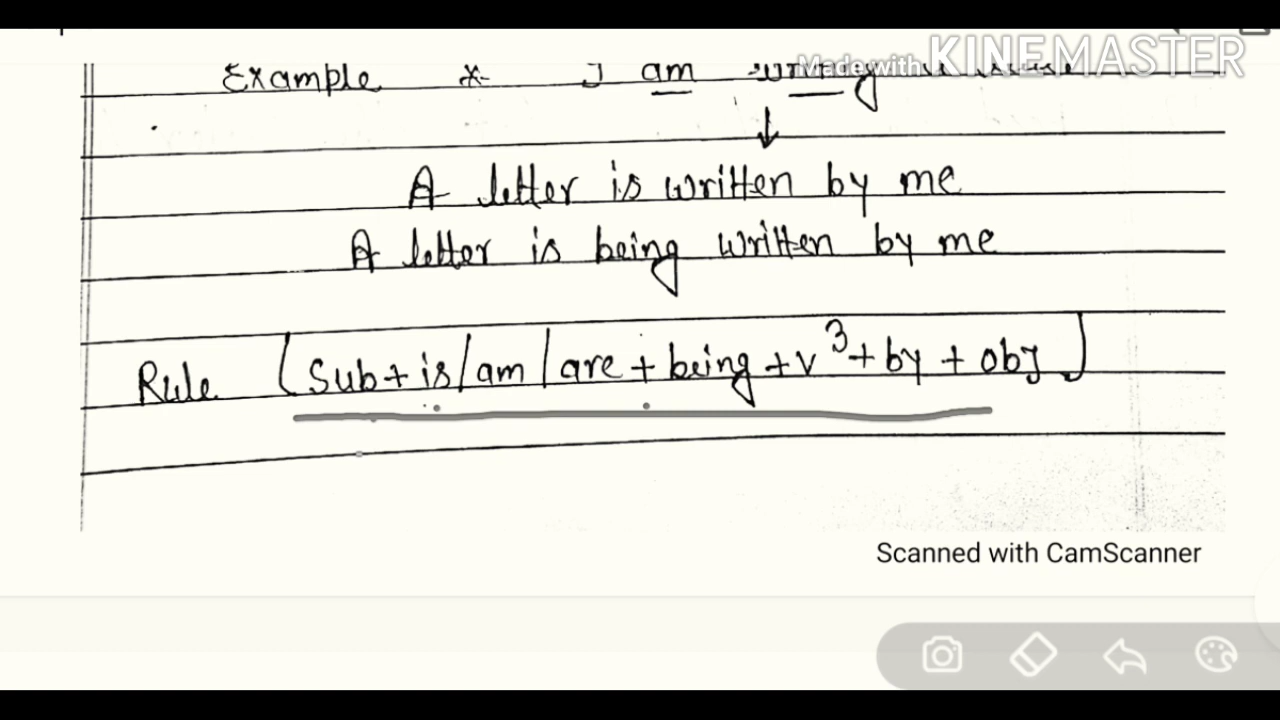 Made with KINEMASTER
Example * I am writing a
A letter is written by me
A letter is being written by me
Rule (Sub + is/am/are + being + v³ + by + obj)
Scanned with CamScanner